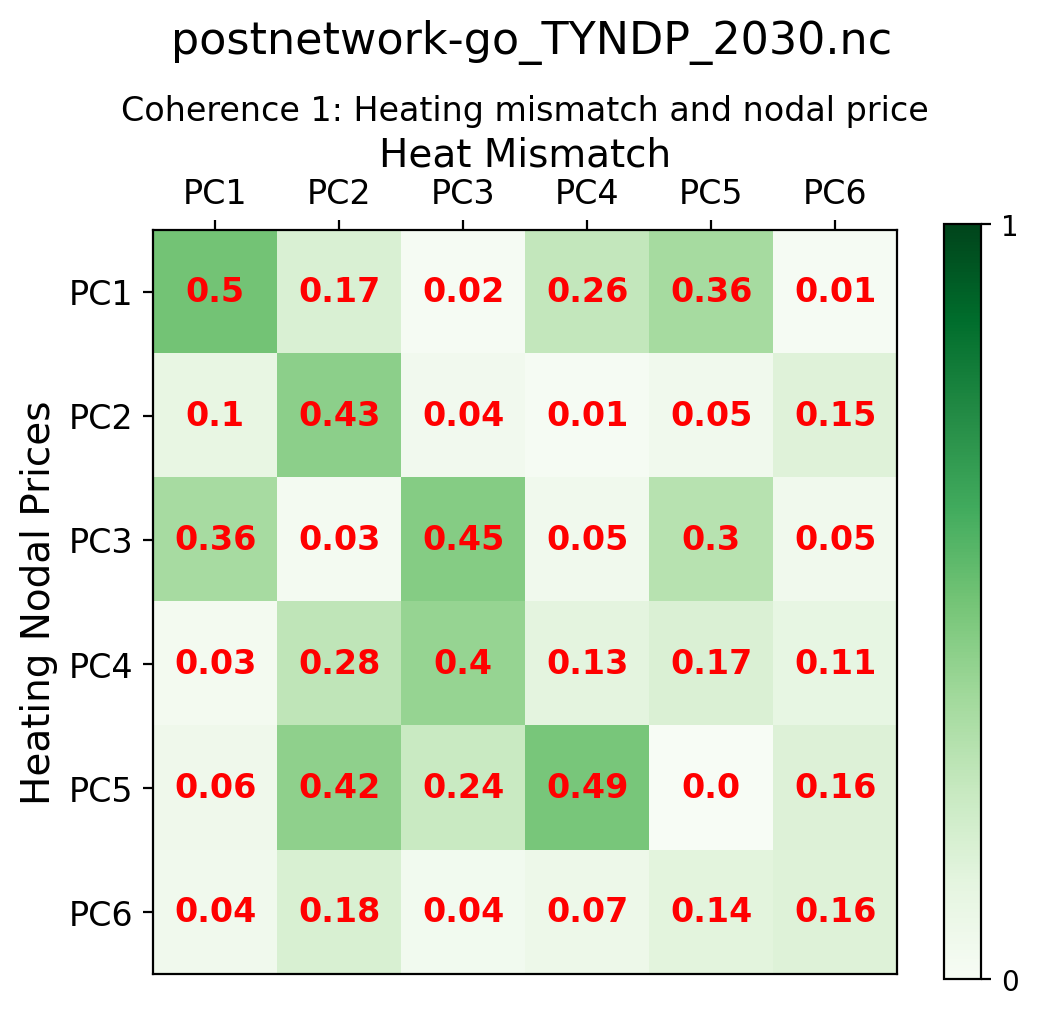 postnetwork-go_TYNDP_2030.nc
Coherence 1: Heating mismatch and nodal price
Heat Mismatch
PC1 PC2 PC3 PC4 PC5 PC6
Heating Nodal Prices
PC1 0.5 0.17 0.02 0.26 0.36 0.01
PC2 0.1 0.43 0.04 0.01 0.05 0.15
PC3 0.36 0.03 0.45 0.05 0.3 0.05
PC4 0.03 0.28 0.4 0.13 0.17 0.11
PC5 0.06 0.42 0.24 0.49 0.0 0.16
PC6 0.04 0.18 0.04 0.07 0.14 0.16
1
0